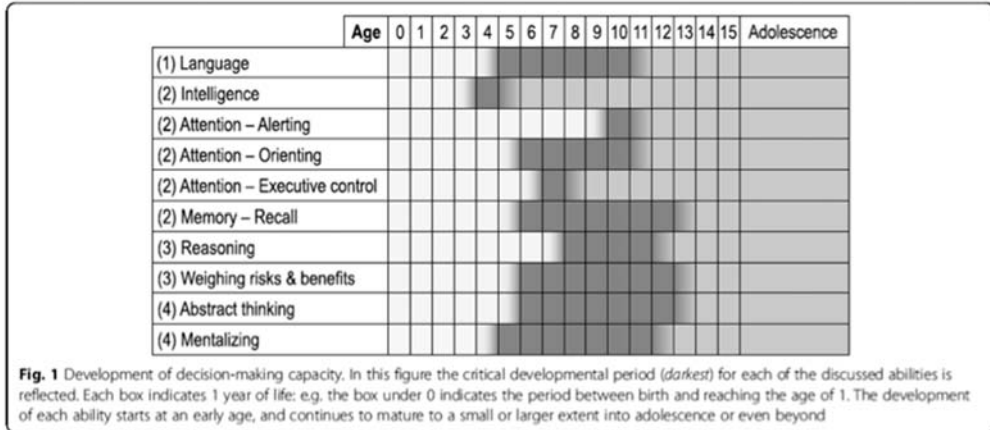 Age 0 1 2 3 4 5 6 7 8 9 10 11 12 13 14 15 Adolescence
(1) Language
(2) Intelligence
(2) Attention – Alerting
(2) Attention – Orienting
(2) Attention – Executive control
(2) Memory – Recall
(3) Reasoning
(3) Weighing risks & benefits
(4) Abstract thinking
(4) Mentalizing
Fig. 1 Development of decision-making capacity. In this figure the critical developmental period (darkest) for each of the discussed abilities is
reflected. Each box indicates 1 year of life: e.g. the box under 0 indicates the period between birth and reaching the age of 1. The development
of each ability starts at an early age, and continues to mature to a small or larger extent into adolescence or even beyond